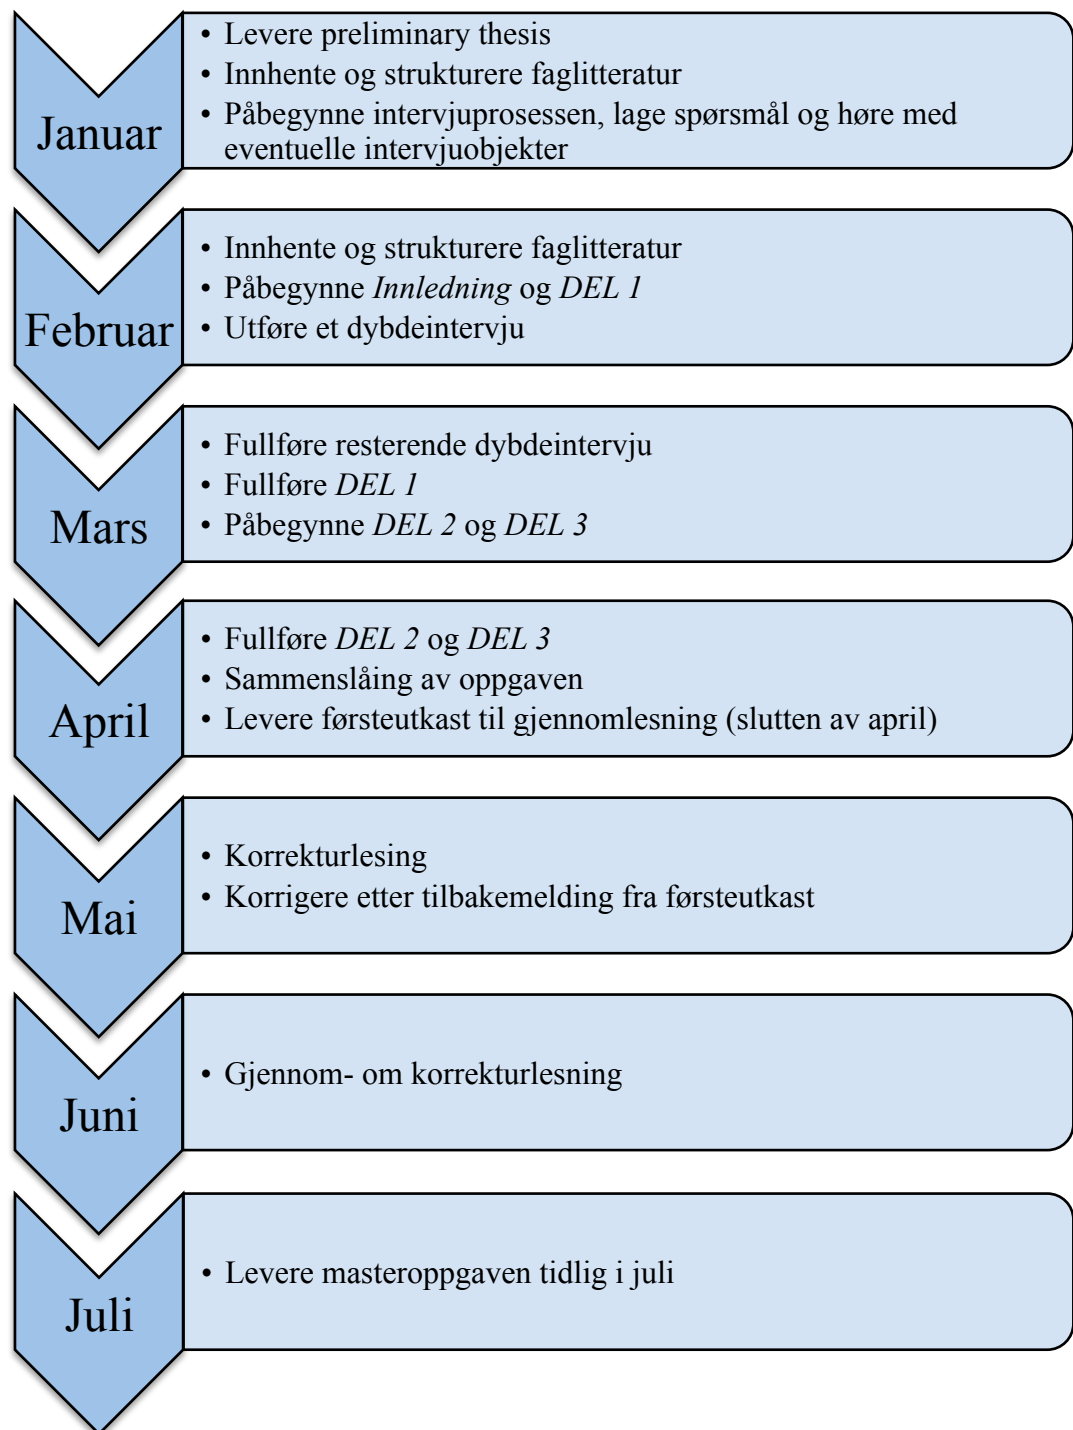 Januar
• Levere preliminary thesis
• Innhente og strukturere faglitteratur
• Påbegynne intervjuprosessen, lage spørsmål og høre med
eventuelle intervjuobjekter
Februar
• Innhente og strukturere faglitteratur
• Påbegynne Innledning og DEL 1
• Utføre et dybdeintervju
Mars
• Fullføre resterende dybdeintervju
• Fullføre DEL 1
• Påbegynne DEL 2 og DEL 3
April
• Fullføre DEL 2 og DEL 3
• Sammenslåing av oppgaven
• Levere førsteutkast til gjennomlesning (slutten av april)
Mai
• Korrekturlesing
• Korrigere etter tilbakemelding fra førsteutkast
Juni
• Gjennom- om korrekturlesning
Juli
• Levere masteroppgaven tidlig i juli